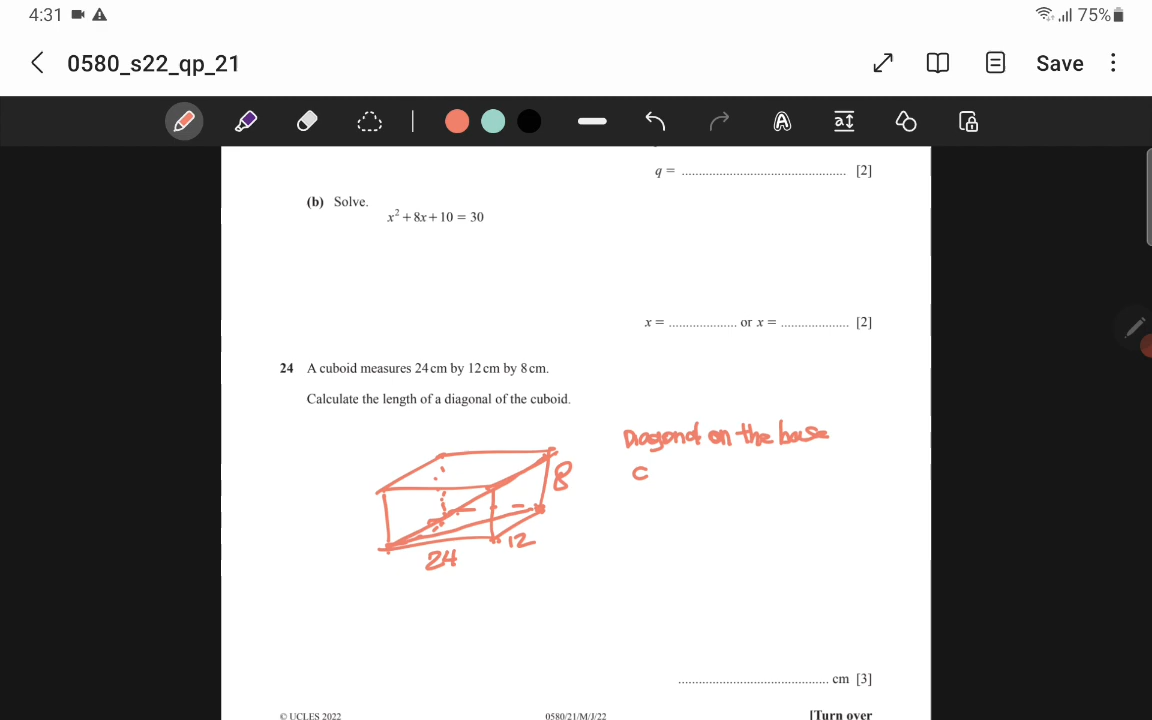 4:31 75%
0580_s22_qp_21 Save
q = ............................................ [2]
(b) Solve.
x² + 8x + 10 = 30
x = .................... or x = .................... [2]
24 A cuboid measures 24 cm by 12 cm by 8 cm.
Calculate the length of a diagonal of the cuboid.
Diagonal on the base
C
8
12
24
............................................ cm [3]
© UCLES 2022 0580/21/M/J/22 [Turn over